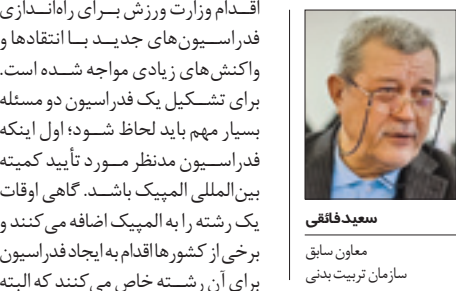 اقدام وزارت ورزش برای راه‌اندازی
فدراسیون‌های جدید با انتقادها و
واکنش‌های زیادی مواجه شده است.
برای تشکیل یک فدراسیون دو مسئله
بسیار مهم باید لحاظ شود؛ اول اینکه
فدراسیون مدنظر مورد تأیید کمیته
بین‌المللی المپیک باشد. گاهی اوقات
یک رشته را به المپیک اضافه می‌کنند و
برخی از کشورها اقدام به ایجاد فدراسیون
برای آن رشته خاص می‌کنند که البته
سعید فائقی
معاون سابق
سازمان تربیت بدنی